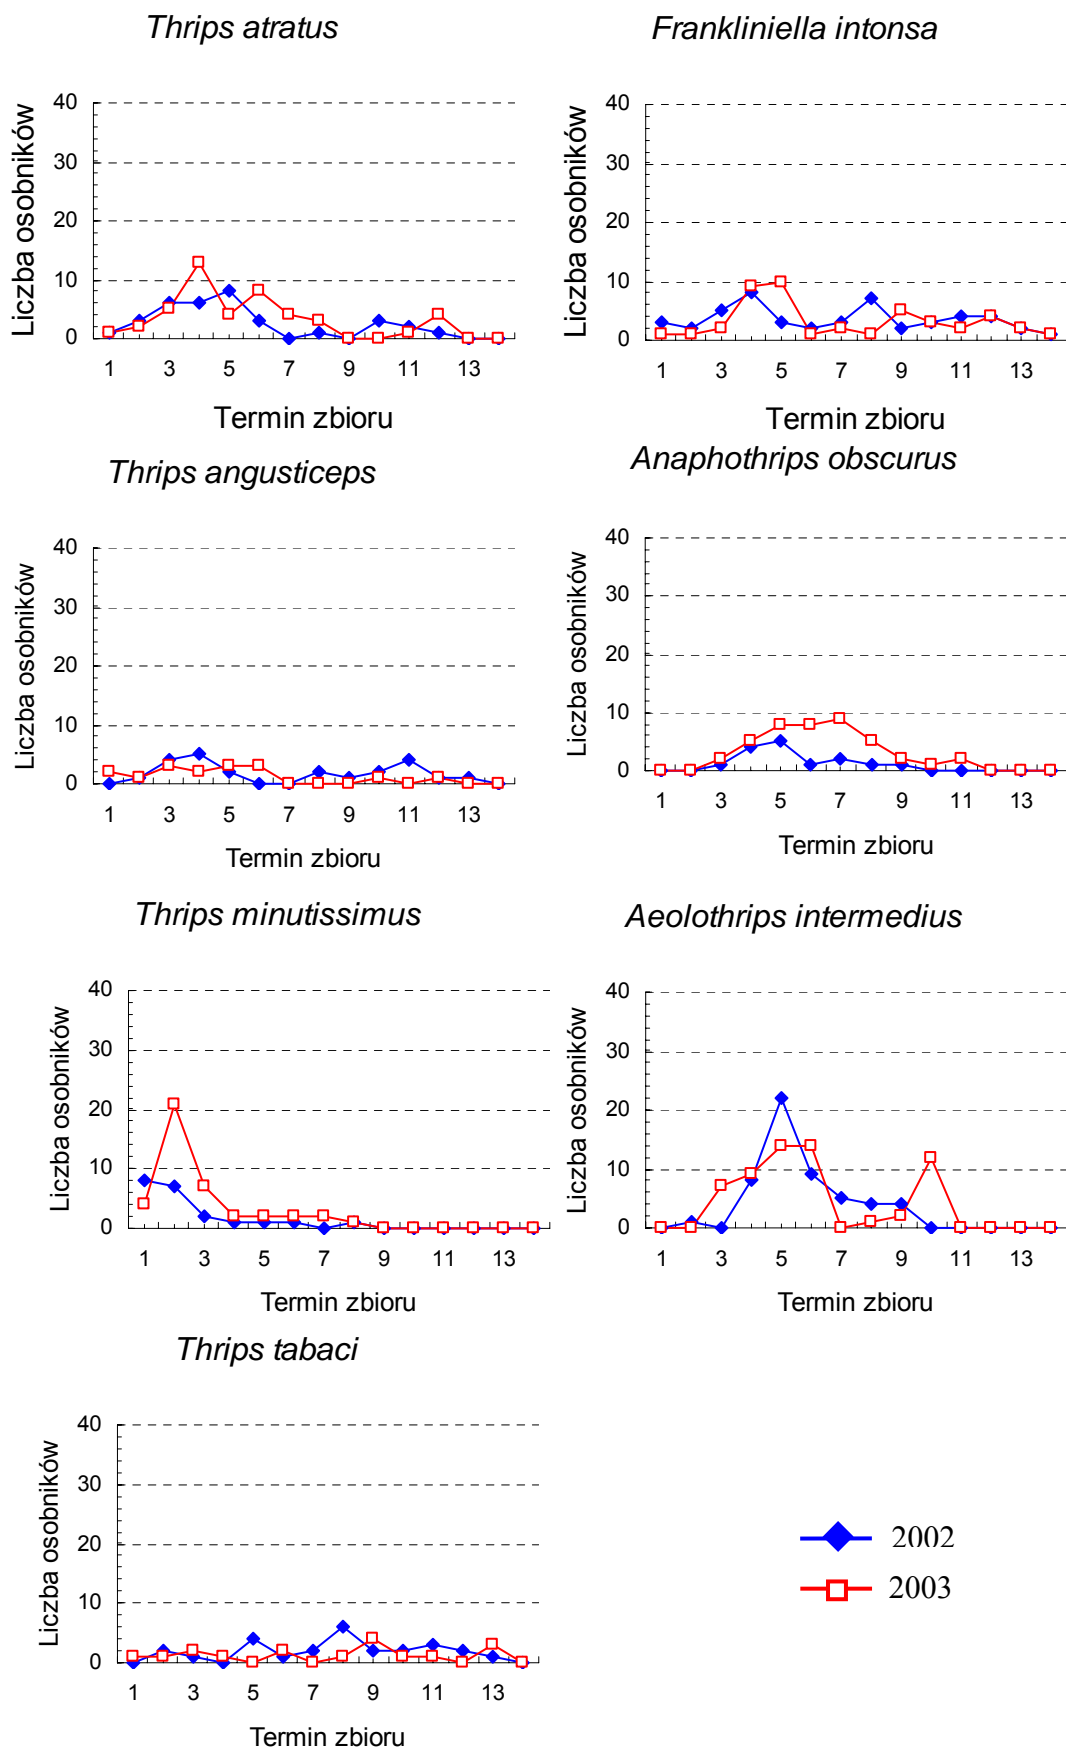 Thrips atratus
Liczba osobników
40
30
20
10
0
1 3 5 7 9 11 13
Termin zbioru
Frankliniella intonsa
Liczba osobników
40
30
20
10
0
1 3 5 7 9 11 13
Termin zbioru
Thrips angusticeps
Liczba osobników
40
30
20
10
0
1 3 5 7 9 11 13
Termin zbioru
Anaphothrips obscurus
Liczba osobników
40
30
20
10
0
1 3 5 7 9 11 13
Termin zbioru
Thrips minutissimus
Liczba osobników
40
30
20
10
0
1 3 5 7 9 11 13
Termin zbioru
Aeolothrips intermedius
Liczba osobników
40
30
20
10
0
1 3 5 7 9 11 13
Termin zbioru
Thrips tabaci
Liczba osobników
40
30
20
10
0
1 3 5 7 9 11 13
Termin zbioru
2002
2003